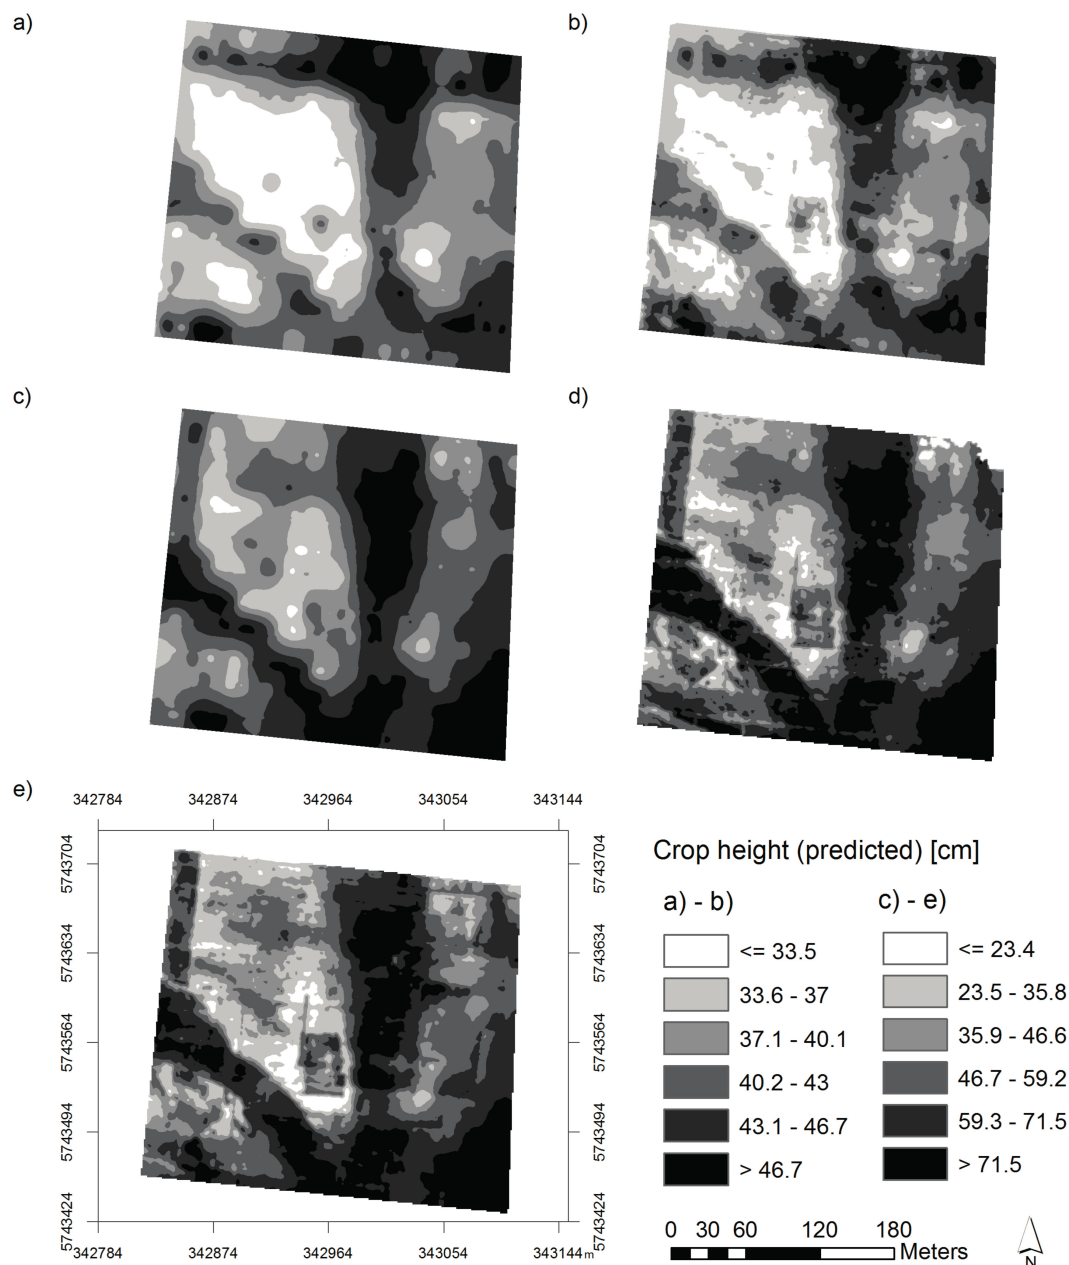 a)
b)
c)
d)
e)
342784 342874 342964 343054 343144
5743704 5743704
5743634 5743634
5743564 5743564
5743494 5743494
5743424 5743424
342784 342874 342964 343054 343144 m
Crop height (predicted) [cm]
a) - b) c) - e)
<= 33.5 <= 23.4
33.6 - 37 23.5 - 35.8
37.1 - 40.1 35.9 - 46.6
40.2 - 43 46.7 - 59.2
43.1 - 46.7 59.3 - 71.5
> 46.7 > 71.5
0 30 60 120 180
Meters
N